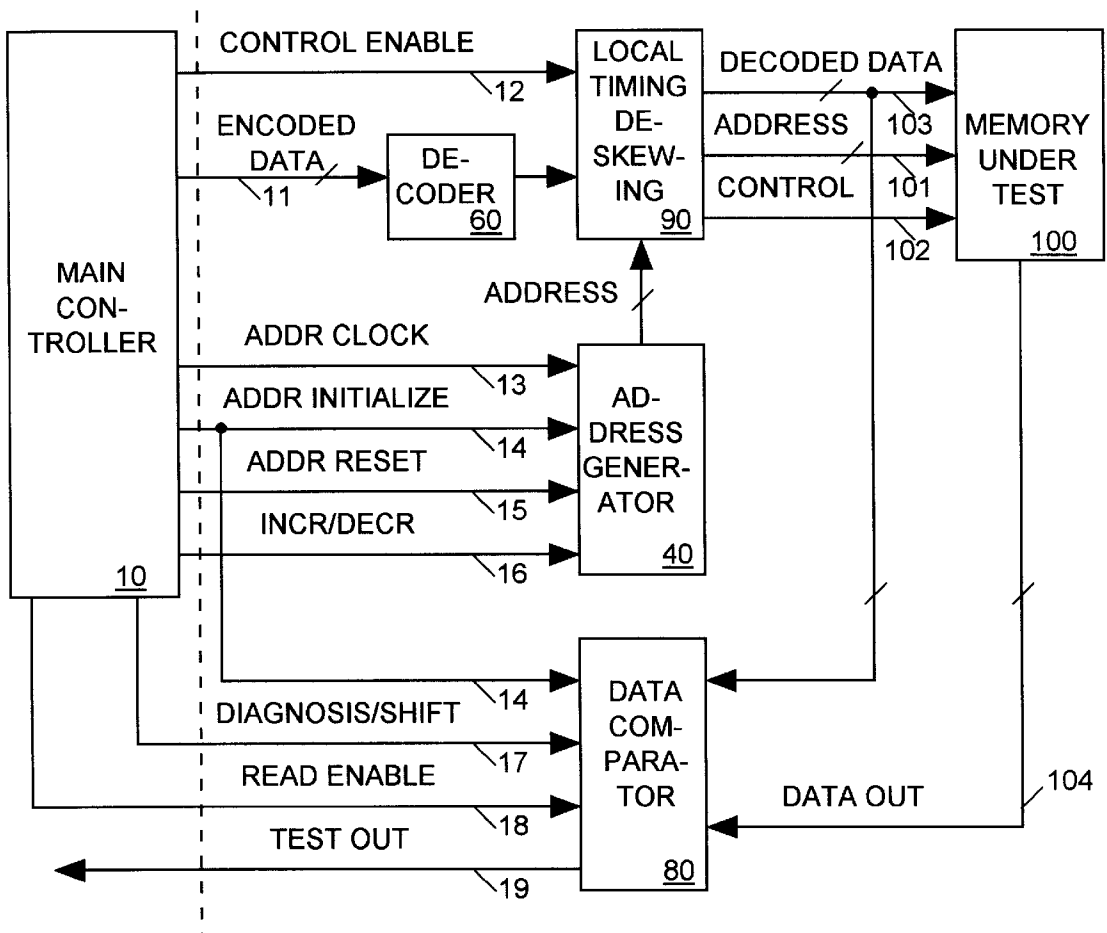 CONTROL ENABLE
12
ENCODED
DATA
11
DE-
CODER
60
LOCAL
TIMING
DE-
SKEW-
ING
90
DECODED DATA
103
ADDRESS
101
CONTROL
102
MEMORY
UNDER
TEST
100
MAIN
CON-
TROLLER
10
ADDRESS
ADDR CLOCK
13
ADDR INITIALIZE
14
ADDR RESET
15
INCR/DECR
16
AD-
DRESS
GENER-
ATOR
40
14
DIAGNOSIS/SHIFT
17
READ ENABLE
18
TEST OUT
19
DATA
COM-
PARA-
TOR
80
DATA OUT
104